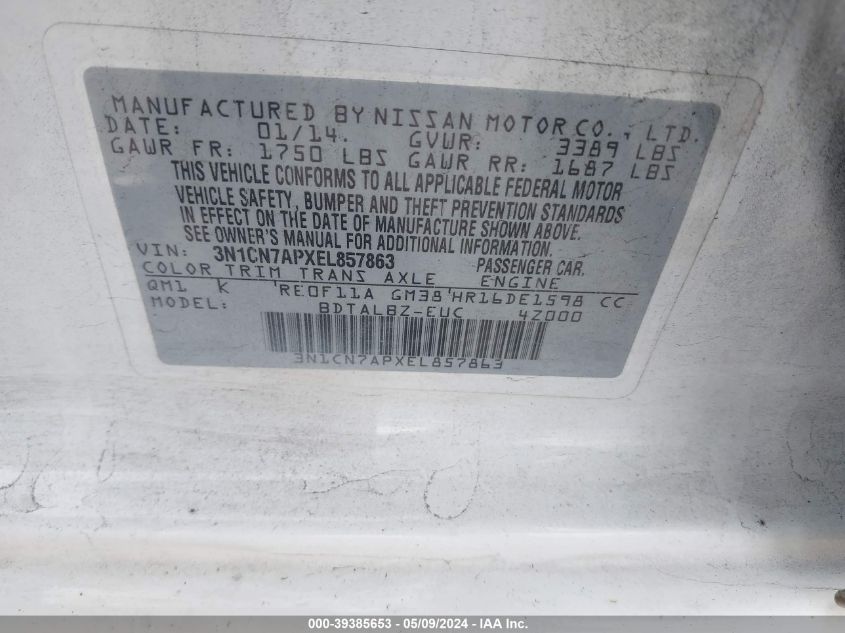 MANUFACTURED BY NISSAN MOTOR CO., LTD.
DATE: 01/14. GVWR: 3389 LBS
GAWR FR: 1750 LBS GAWR RR: 1687 LBS
THIS VEHICLE CONFORMS TO ALL APPLICABLE FEDERAL MOTOR
VEHICLE SAFETY, BUMPER AND THEFT PREVENTION STANDARDS
IN EFFECT ON THE DATE OF MANUFACTURE SHOWN ABOVE.
SEE OWNER'S MANUAL FOR ADDITIONAL INFORMATION.
VIN: 3N1CN7APXEL857863 PASSENGER CAR.
COLOR TRIM TRANS AXLE ENGINE
QM1 K 'RE0F11A GM38'HR16DE1598 CC
MODEL: BDTALBZ-EUC 4Z000
3N1CN7APXEL857863
000-39385653 — 05/09/2024 — IAA Inc.